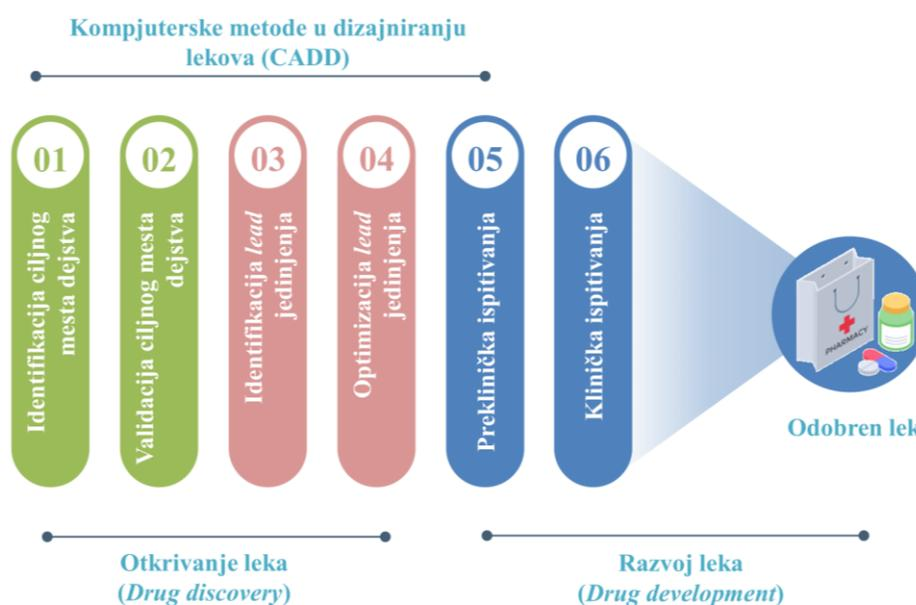 Kompjuterske metode u dizajniranju
lekova (CADD)
01
Identifikacija ciljnog
mesta dejstva
02
Validacija ciljnog mesta
dejstva
03
Identifikacija lead
jedinjenja
04
Optimizacija lead
jedinjenja
05
Preklinička ispitivanja
06
Klinička ispitivanja
PHARMACY
Odobren lek
Otkrivanje leka
(Drug discovery)
Razvoj leka
(Drug development)